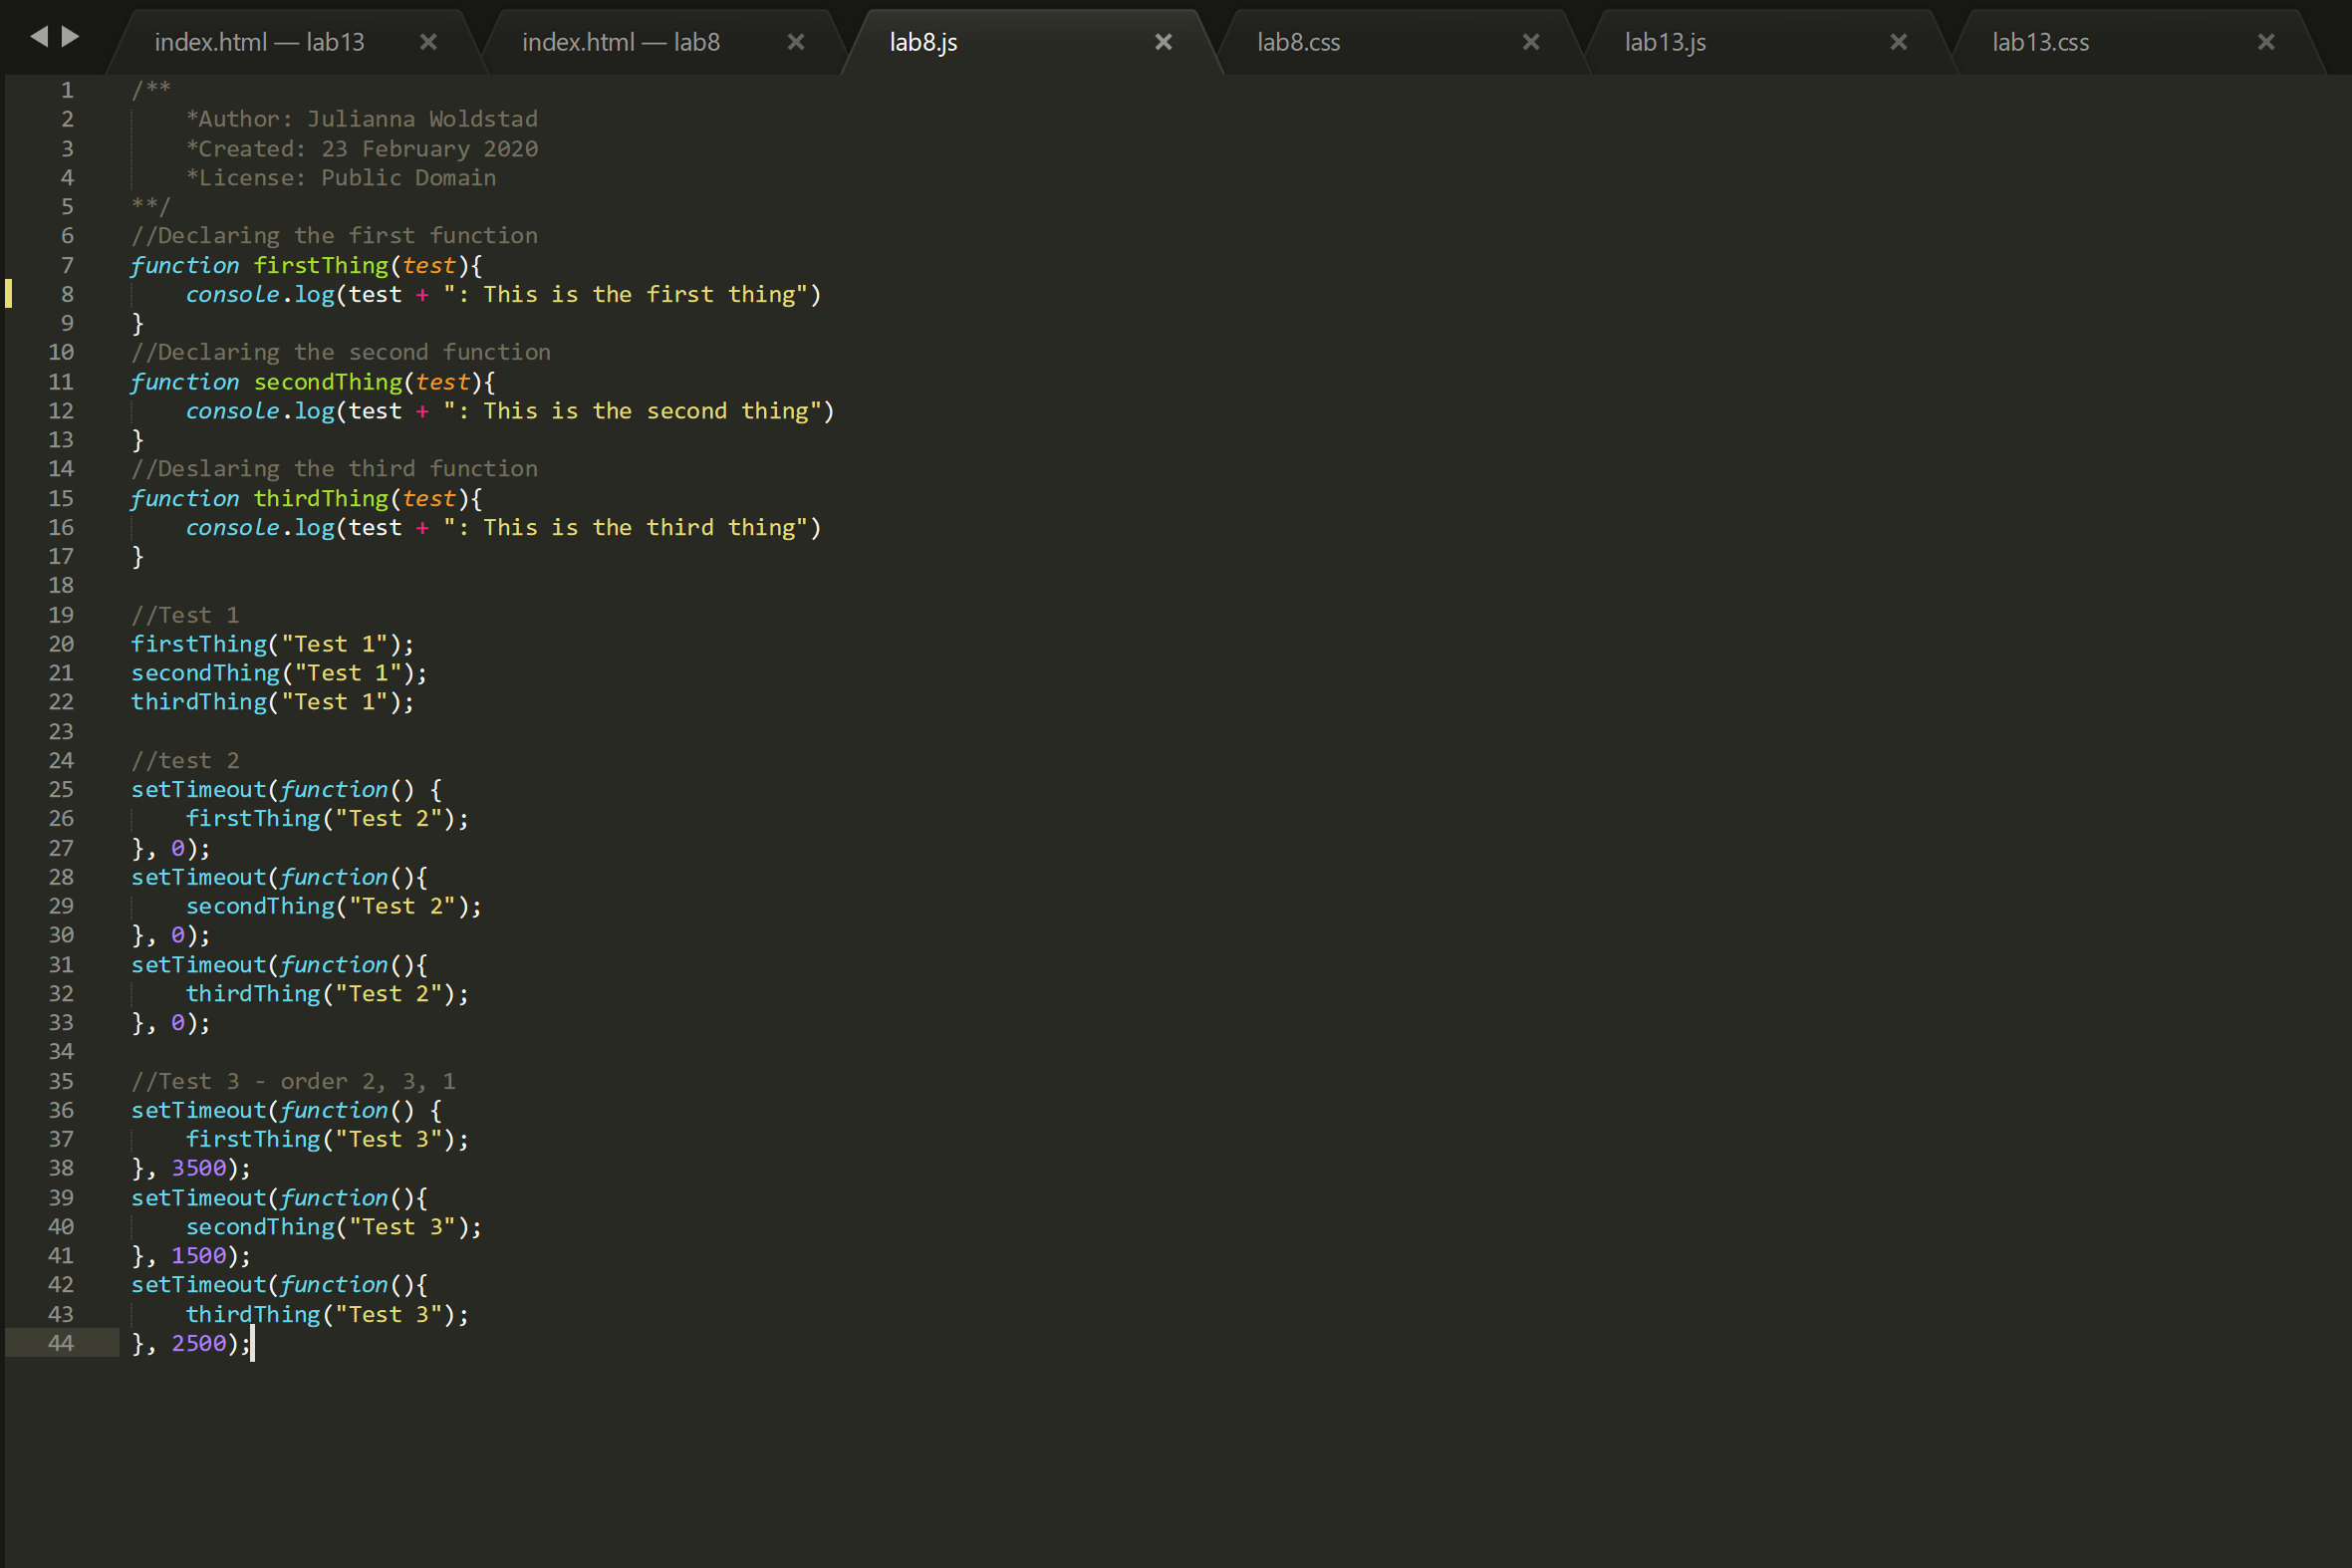 index.html — lab13 × index.html — lab8 × lab8.js × lab8.css × lab13.js × lab13.css ×
1 /**
2     *Author: Julianna Woldstad
3     *Created: 23 February 2020
4     *License: Public Domain
5 **/
6 //Declaring the first function
7 function firstThing(test){
8     console.log(test + ": This is the first thing")
9 }
10 //Declaring the second function
11 function secondThing(test){
12     console.log(test + ": This is the second thing")
13 }
14 //Deslaring the third function
15 function thirdThing(test){
16     console.log(test + ": This is the third thing")
17 }
18
19 //Test 1
20 firstThing("Test 1");
21 secondThing("Test 1");
22 thirdThing("Test 1");
23
24 //test 2
25 setTimeout(function() {
26     firstThing("Test 2");
27 }, 0);
28 setTimeout(function(){
29     secondThing("Test 2");
30 }, 0);
31 setTimeout(function(){
32     thirdThing("Test 2");
33 }, 0);
34
35 //Test 3 - order 2, 3, 1
36 setTimeout(function() {
37     firstThing("Test 3");
38 }, 3500);
39 setTimeout(function(){
40     secondThing("Test 3");
41 }, 1500);
42 setTimeout(function(){
43     thirdThing("Test 3");
44 }, 2500);